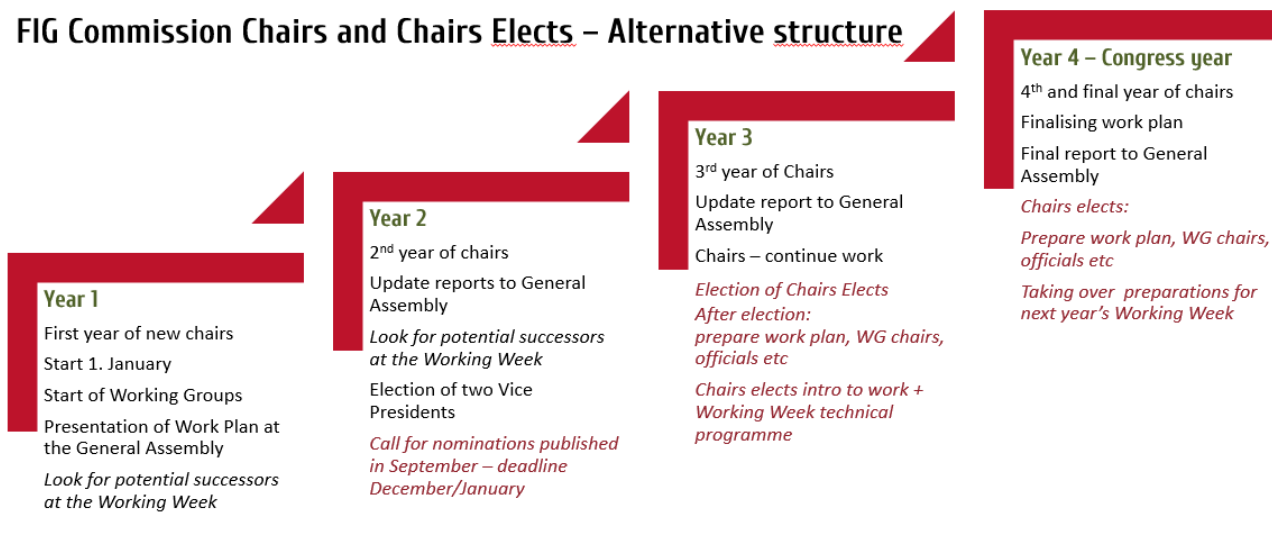 FIG Commission Chairs and Chairs Elects – Alternative structure
Year 1
First year of new chairs
Start 1. January
Start of Working Groups
Presentation of Work Plan at
the General Assembly
Look for potential successors
at the Working Week
Year 2
2nd year of chairs
Update reports to General
Assembly
Look for potential successors
at the Working Week
Election of two Vice
Presidents
Call for nominations published
in September – deadline
December/January
Year 3
3rd year of Chairs
Update report to General
Assembly
Chairs – continue work
Election of Chairs Elects
After election:
prepare work plan, WG chairs,
officials etc
Chairs elects intro to work +
Working Week technical
programme
Year 4 – Congress year
4th and final year of chairs
Finalising work plan
Final report to General
Assembly
Chairs elects:
Prepare work plan, WG chairs,
officials etc
Taking over preparations for
next year's Working Week